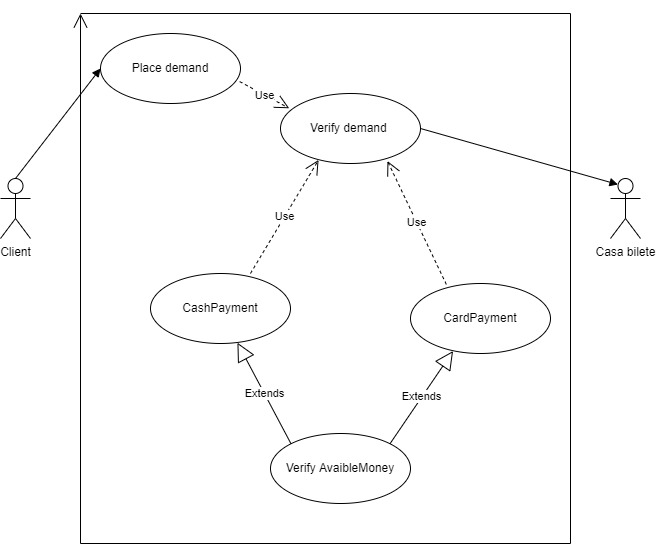 Place demand
Use
Verify demand
Client
Casa bilete
Use
Use
CashPayment
CardPayment
Extends
Extends
Verify AvaibleMoney